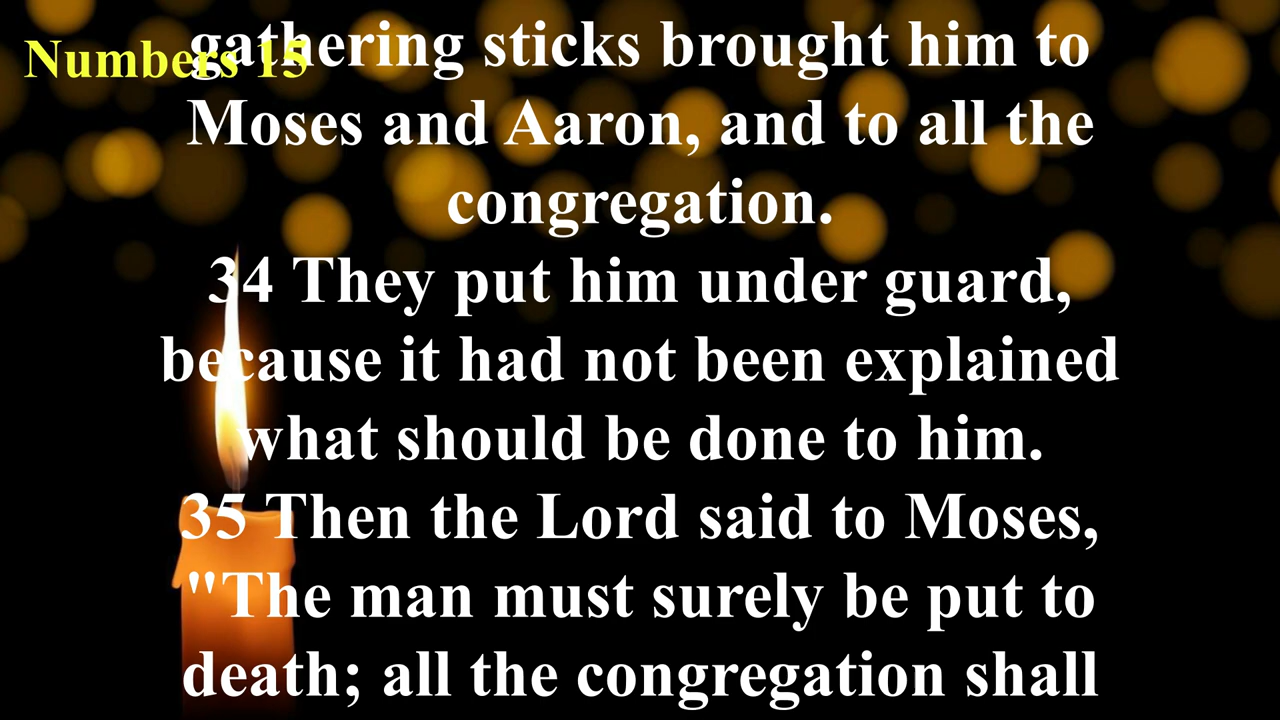 Numbers 15
gathering sticks brought him to
Moses and Aaron, and to all the
congregation.
34 They put him under guard,
because it had not been explained
what should be done to him.
35 Then the Lord said to Moses,
"The man must surely be put to
death; all the congregation shall